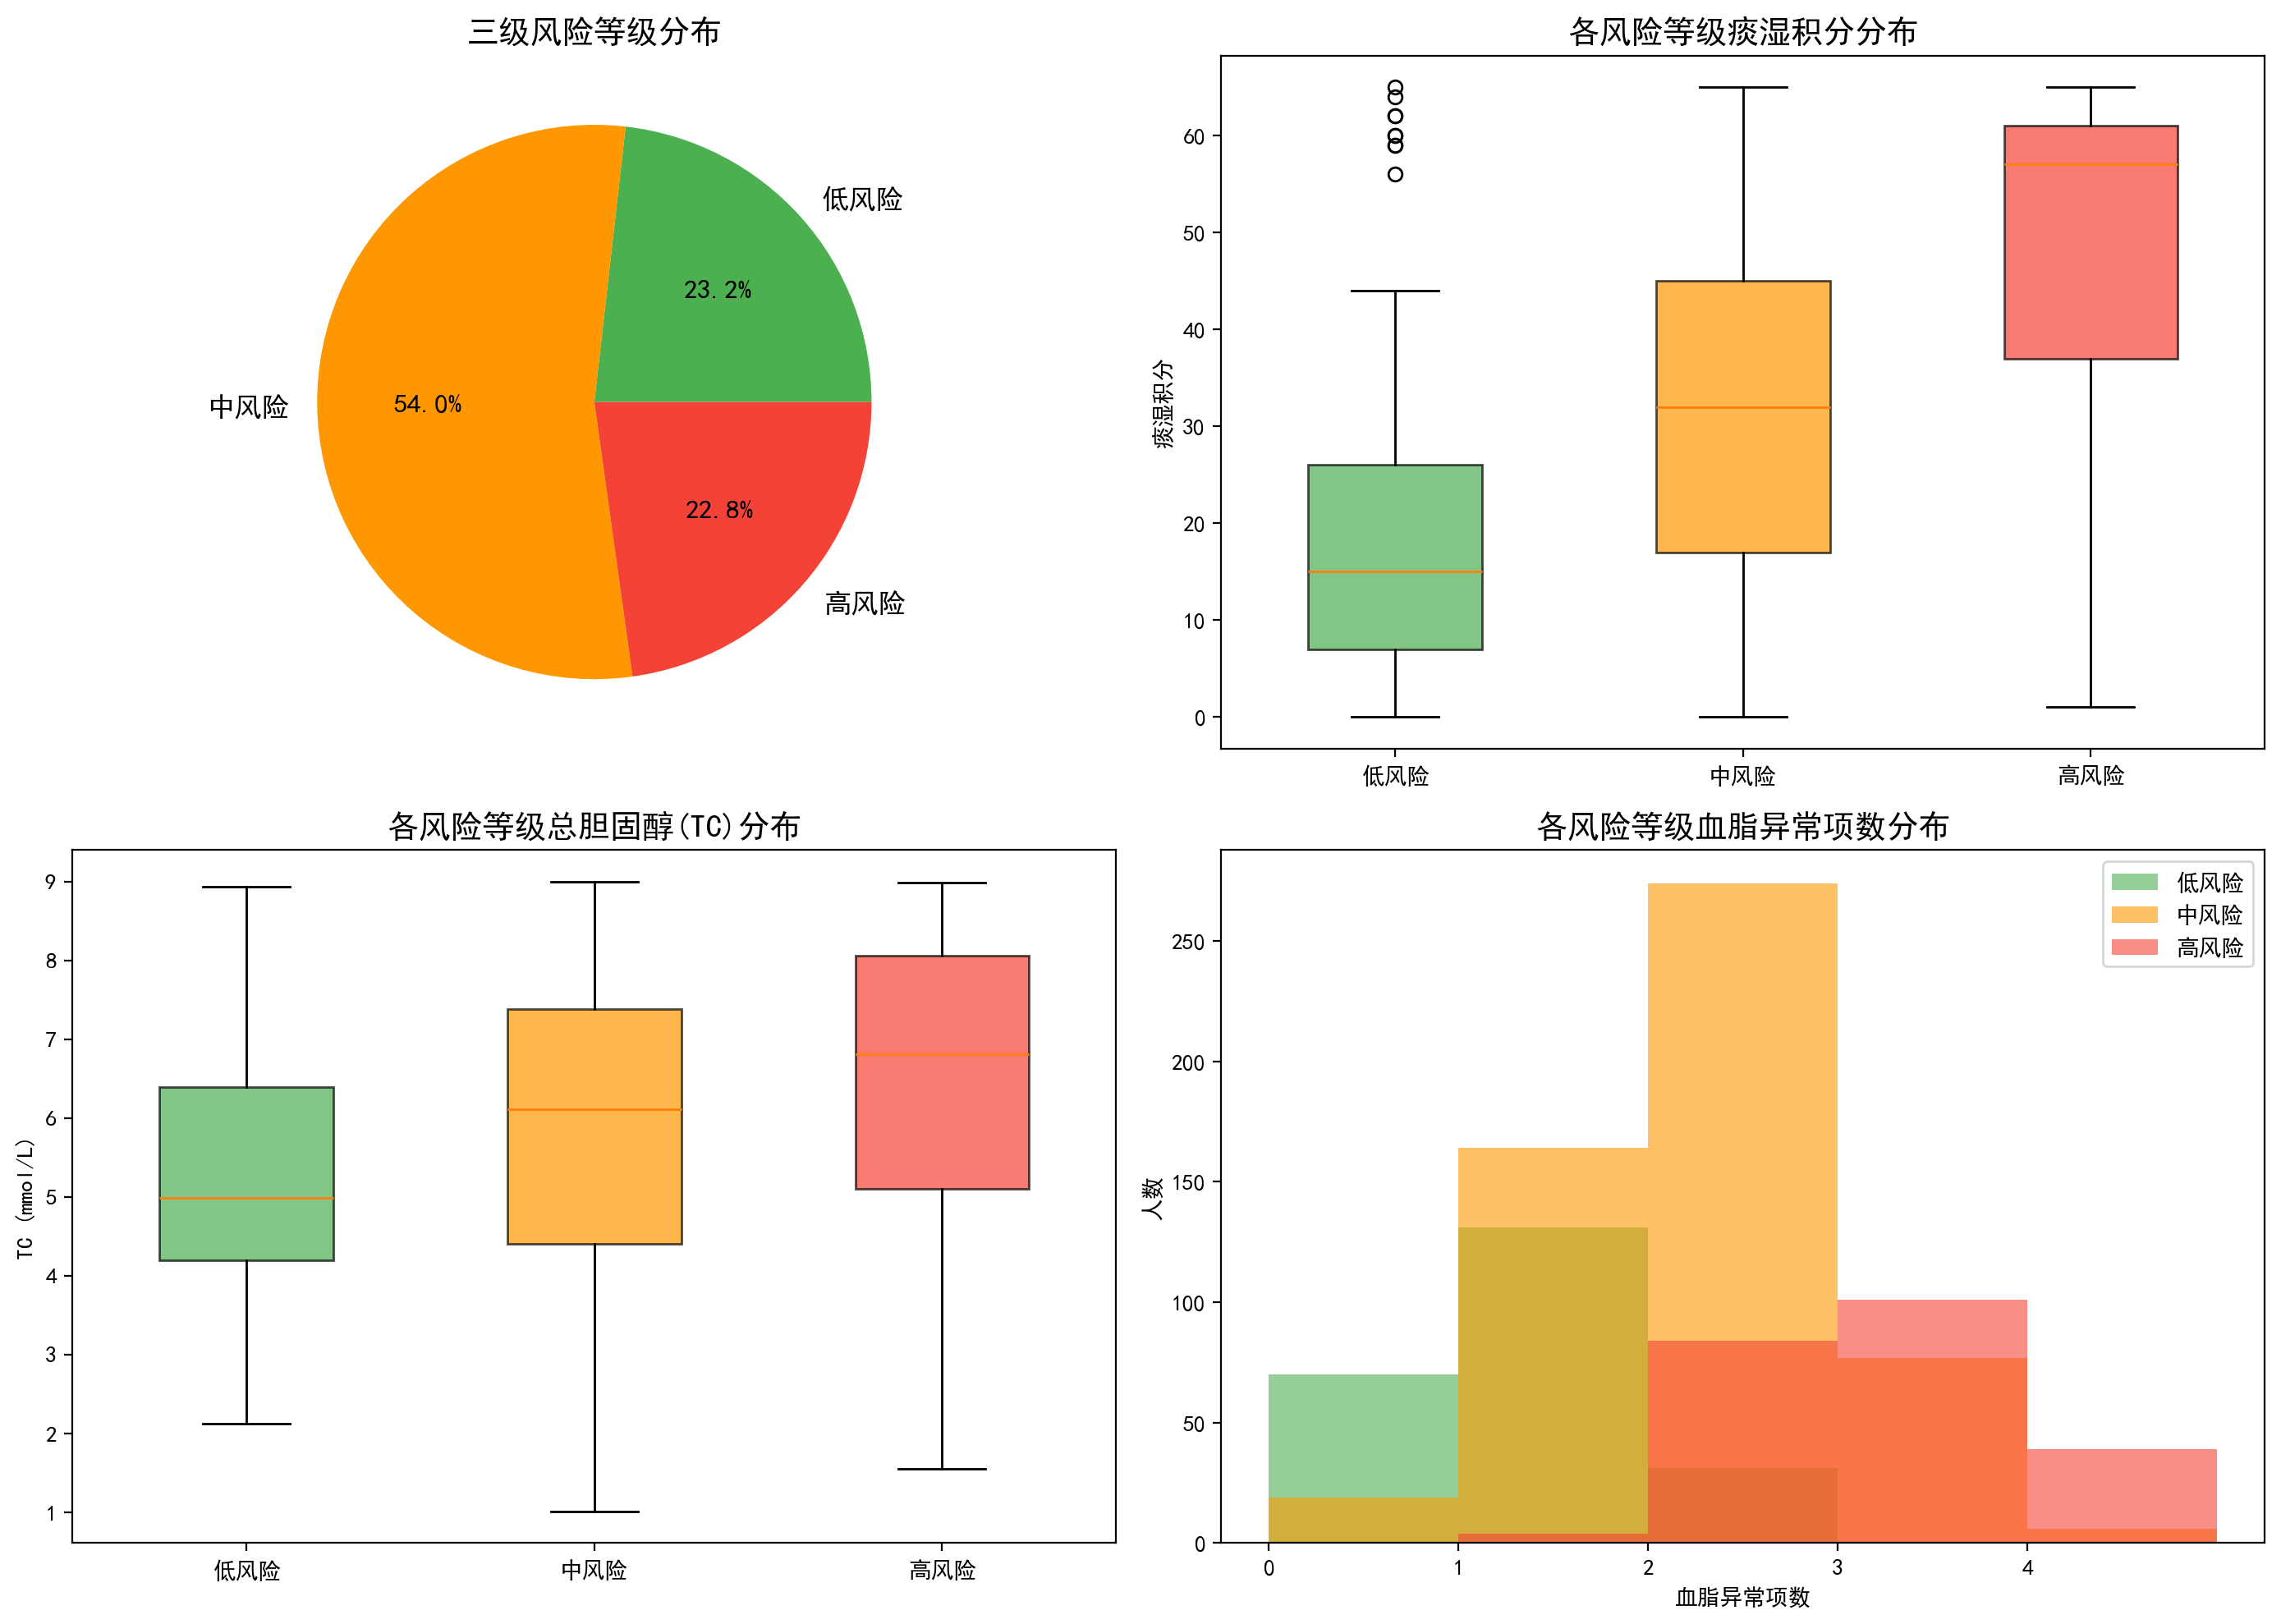 三级风险等级分布
低风险
23.2%
中风险
54.0%
22.8%
高风险
各风险等级痰湿积分分布
痰湿积分
60
50
40
30
20
10
0
低风险
中风险
高风险
各风险等级总胆固醇(TC)分布
TC (mmol/L)
9
8
7
6
5
4
3
2
1
低风险
中风险
高风险
各风险等级血脂异常项数分布
低风险
中风险
高风险
人数
250
200
150
100
50
0
0
1
2
3
4
血脂异常项数